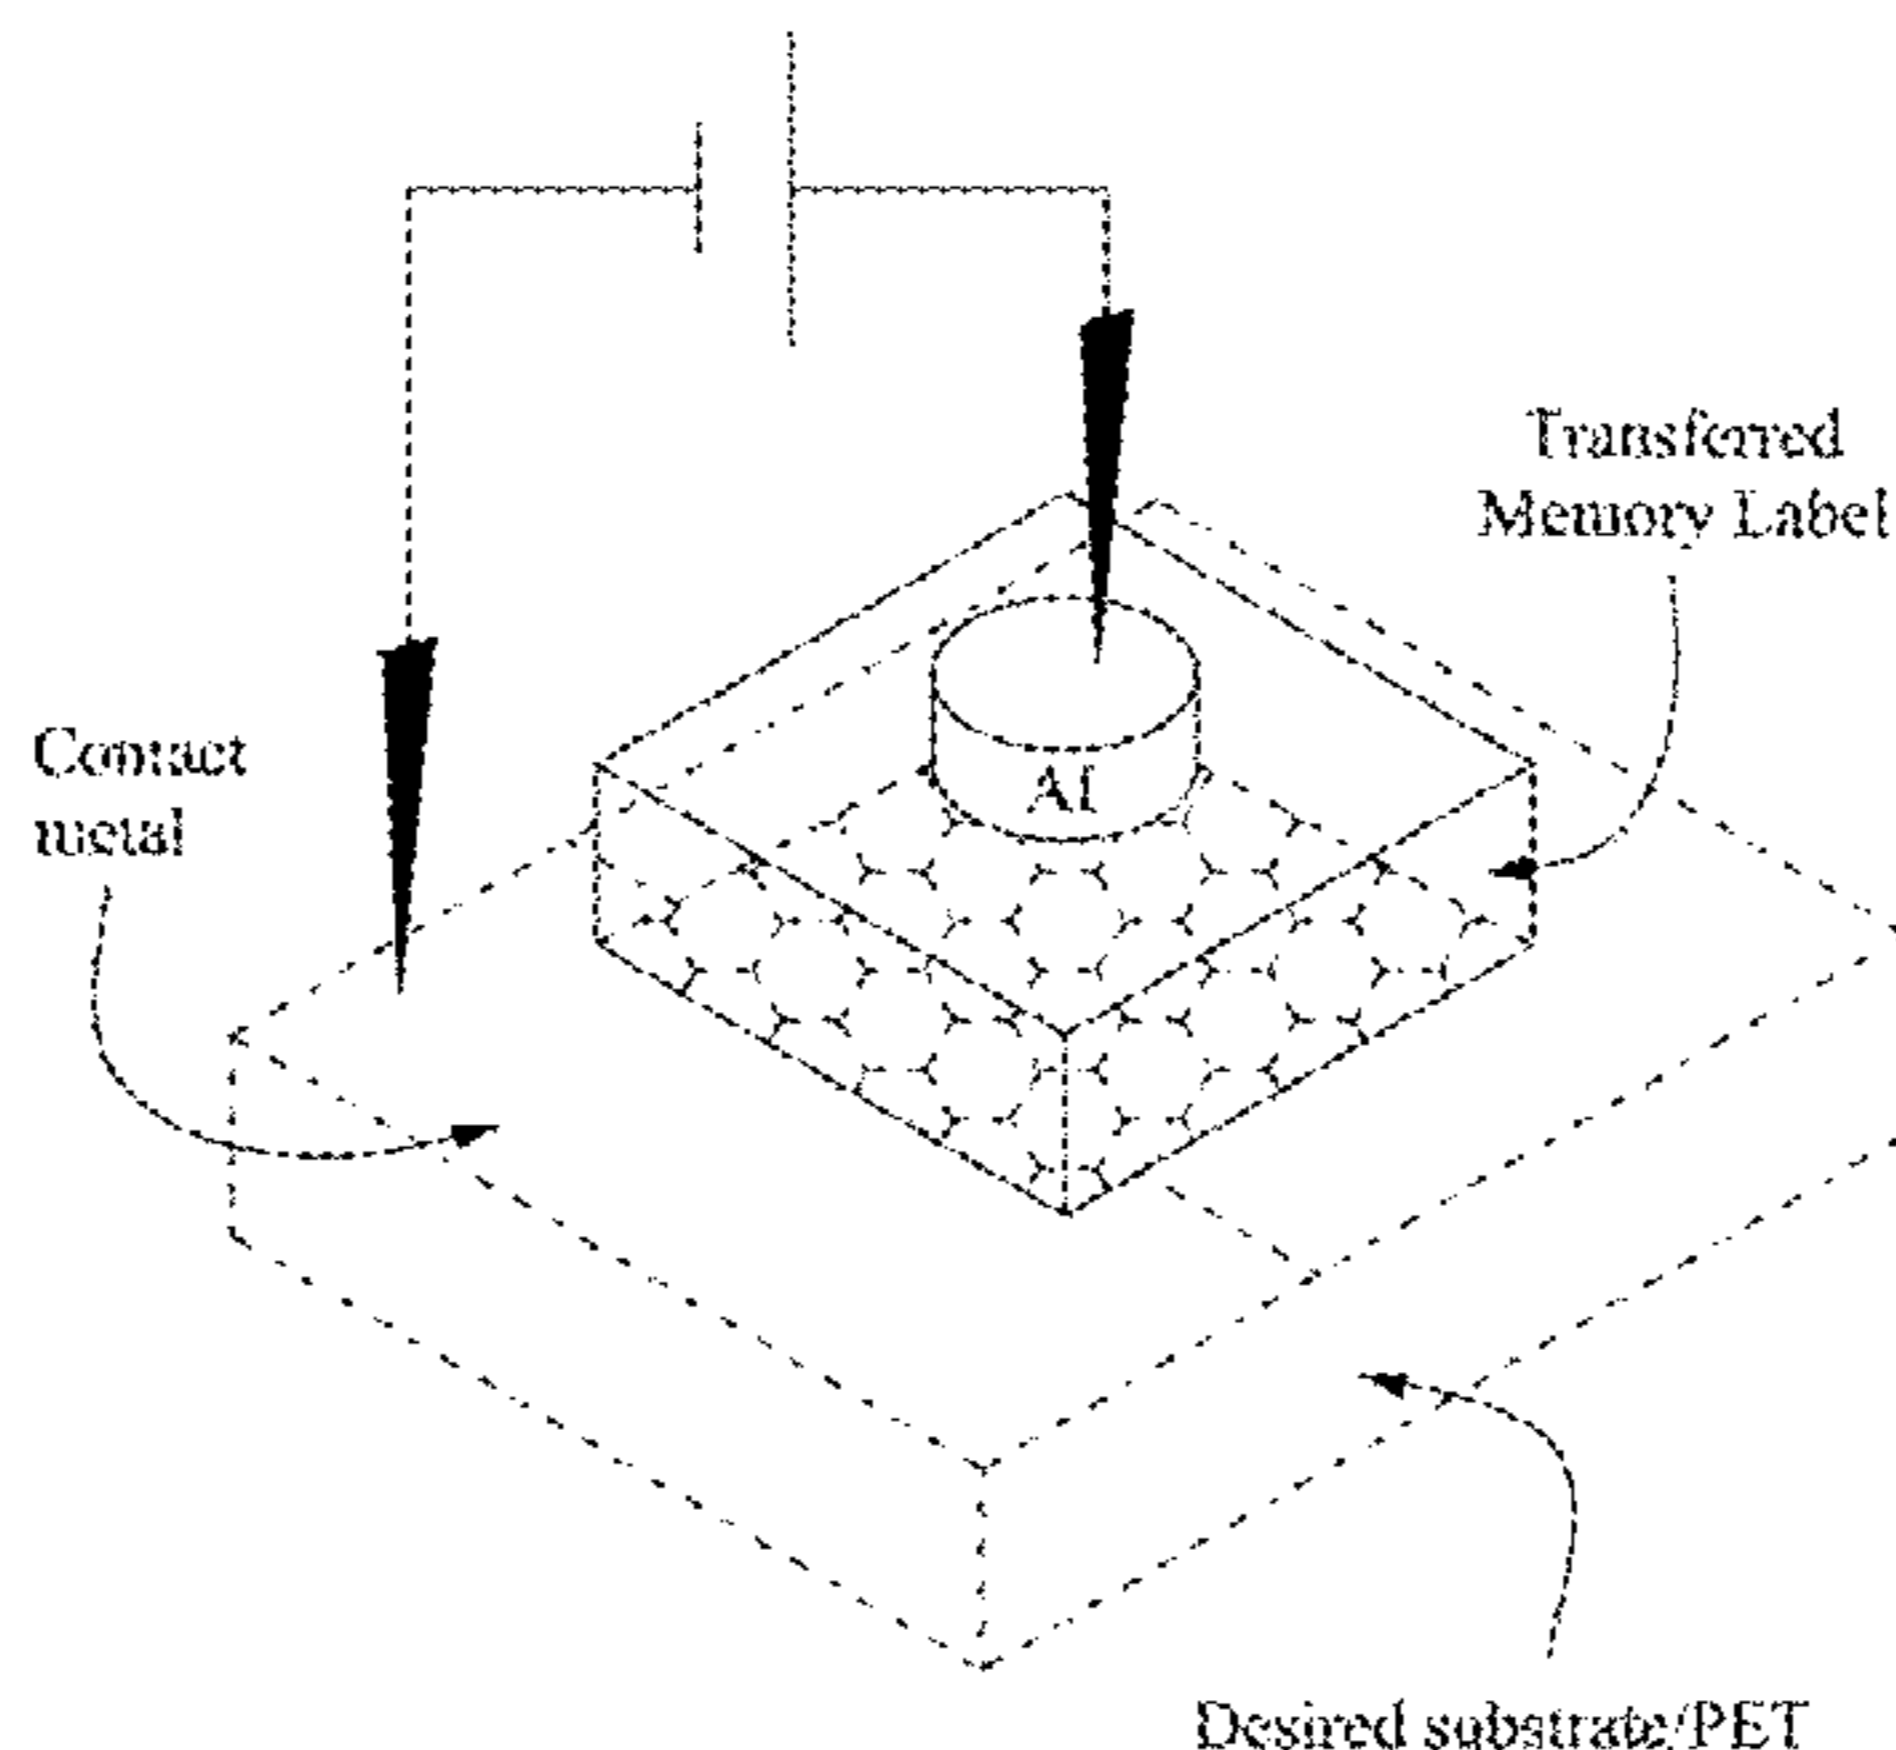 Transferred
Memory Label
Contact
metal
Al
Desired substrate/PET